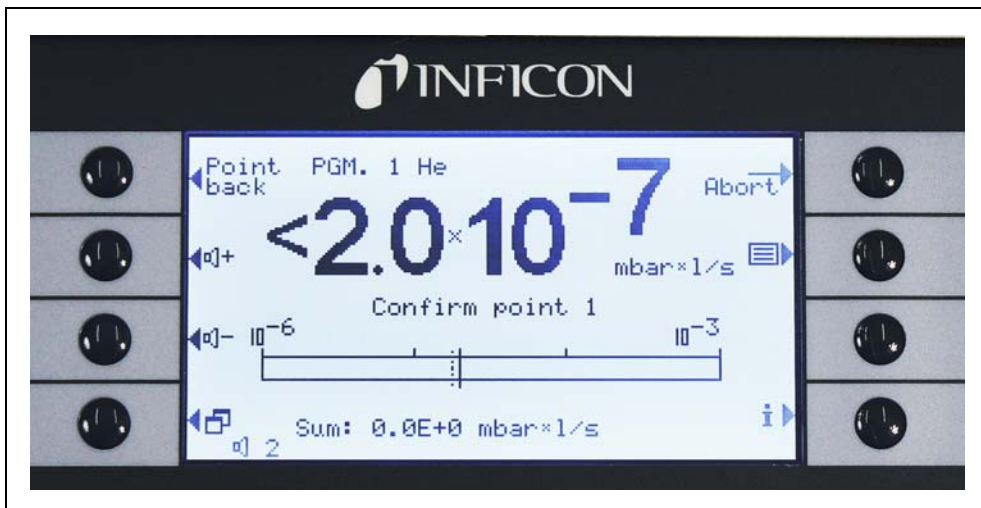 INFICON
Point PGM. 1 He
back
Abort
<2.0×10⁻⁷
mbar×l/s
+
Confirm point 1
-
10⁻⁶ 10⁻³
Sum: 0.0E+0 mbar×l/s
i
2